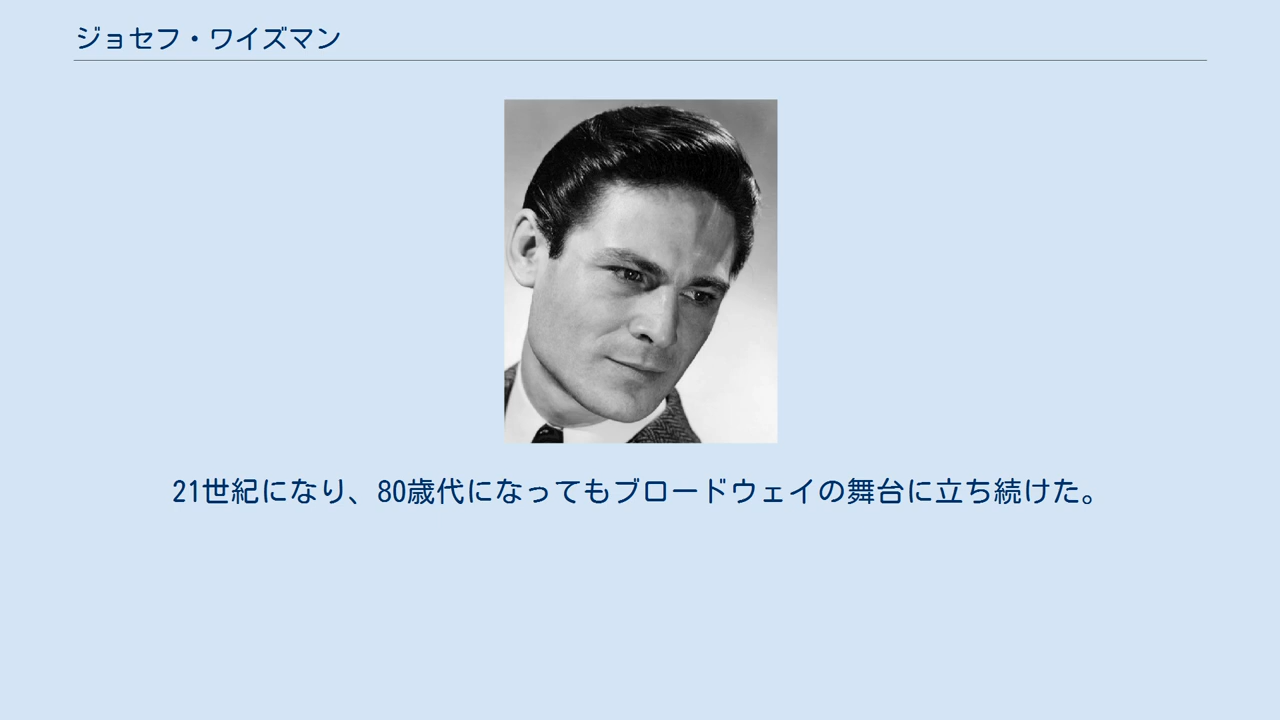 ジョセフ・ワイズマン
21世紀になり、80歳代になってもブロードウェイの舞台に立ち続けた。